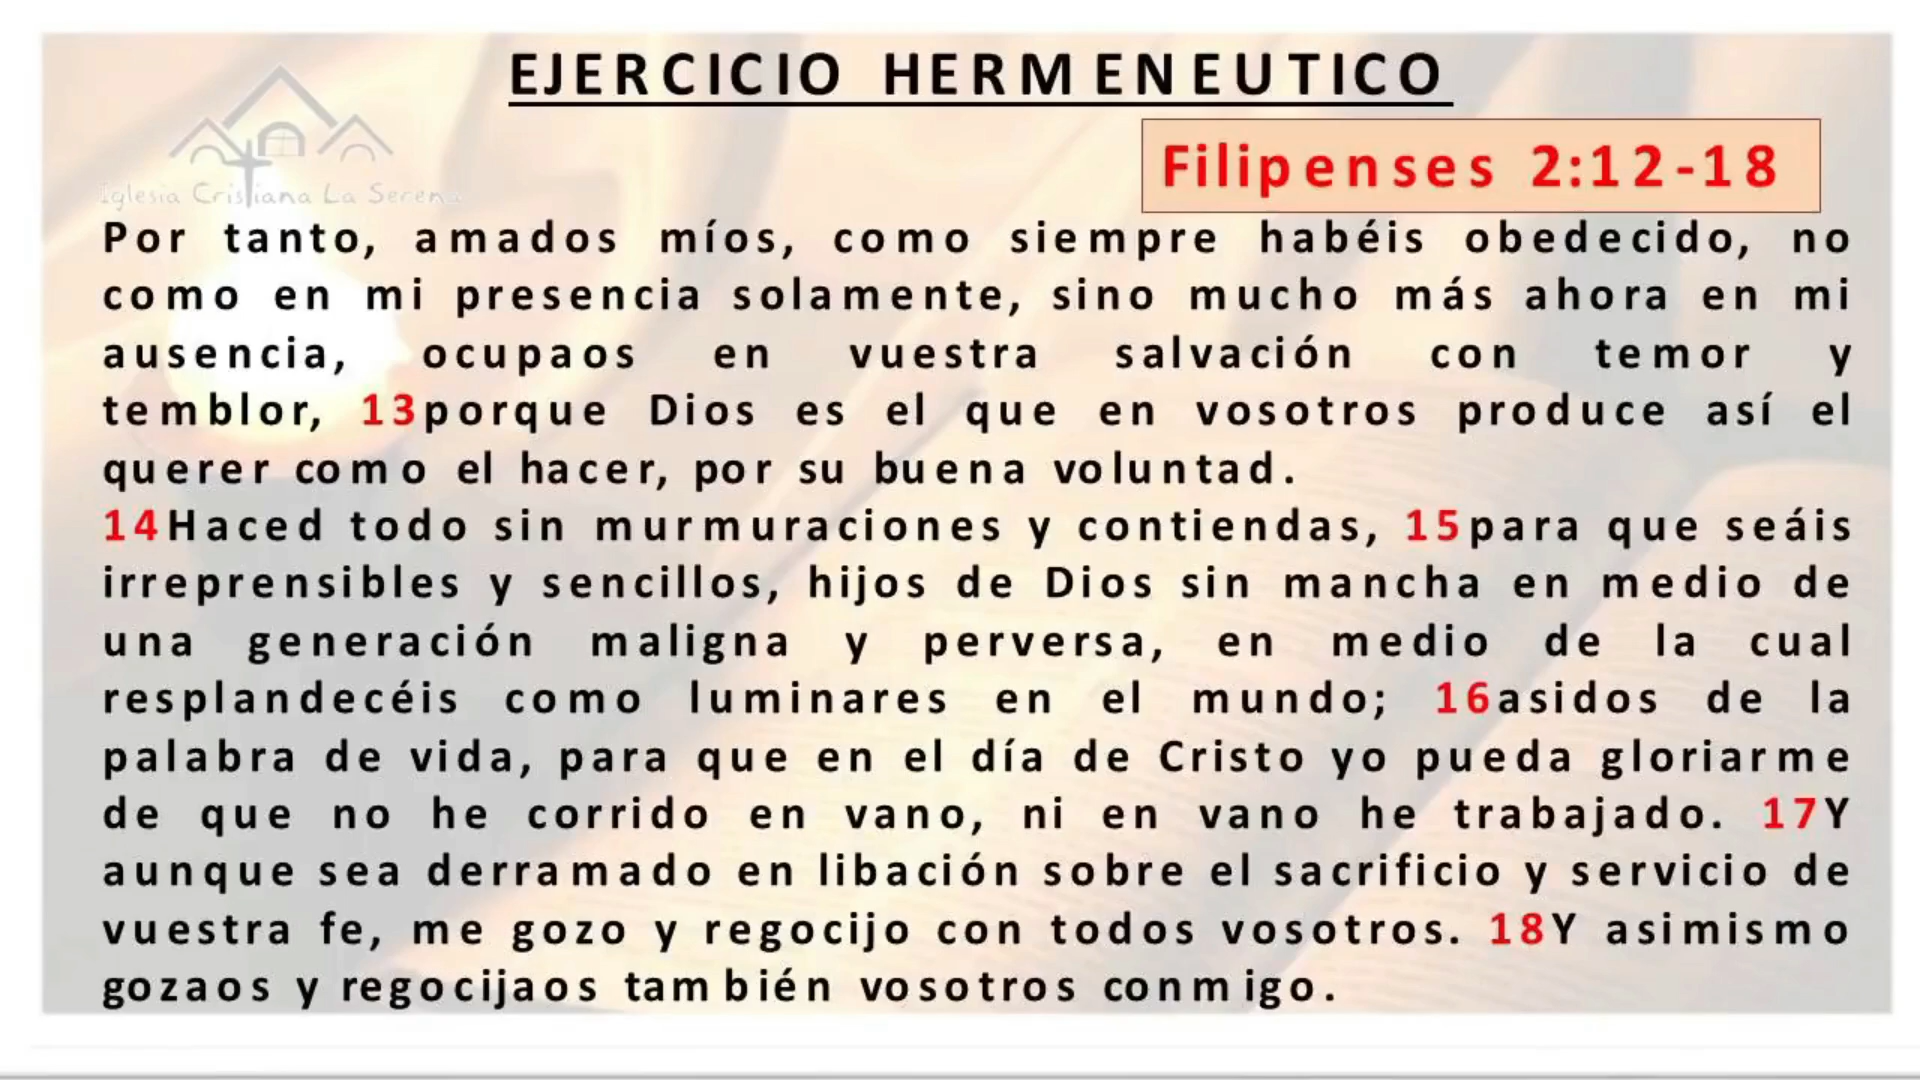 EJERCICIO HERMENEUTICO
Filipenses 2:12-18
Iglesia Cristiana La Serena
Por tanto, amados míos, como siempre habéis obedecido, no
como en mi presencia solamente, sino mucho más ahora en mi
ausencia, ocupaos en vuestra salvación con temor y
temblor, 13porque Dios es el que en vosotros produce así el
querer como el hacer, por su buena voluntad.
14Haced todo sin murmuraciones y contiendas, 15para que seáis
irreprensibles y sencillos, hijos de Dios sin mancha en medio de
una generación maligna y perversa, en medio de la cual
resplandecéis como luminares en el mundo; 16asidos de la
palabra de vida, para que en el día de Cristo yo pueda gloriarme
de que no he corrido en vano, ni en vano he trabajado. 17Y
aunque sea derramado en libación sobre el sacrificio y servicio de
vuestra fe, me gozo y regocijo con todos vosotros. 18Y asimismo
gozaos y regocijaos también vosotros conmigo.